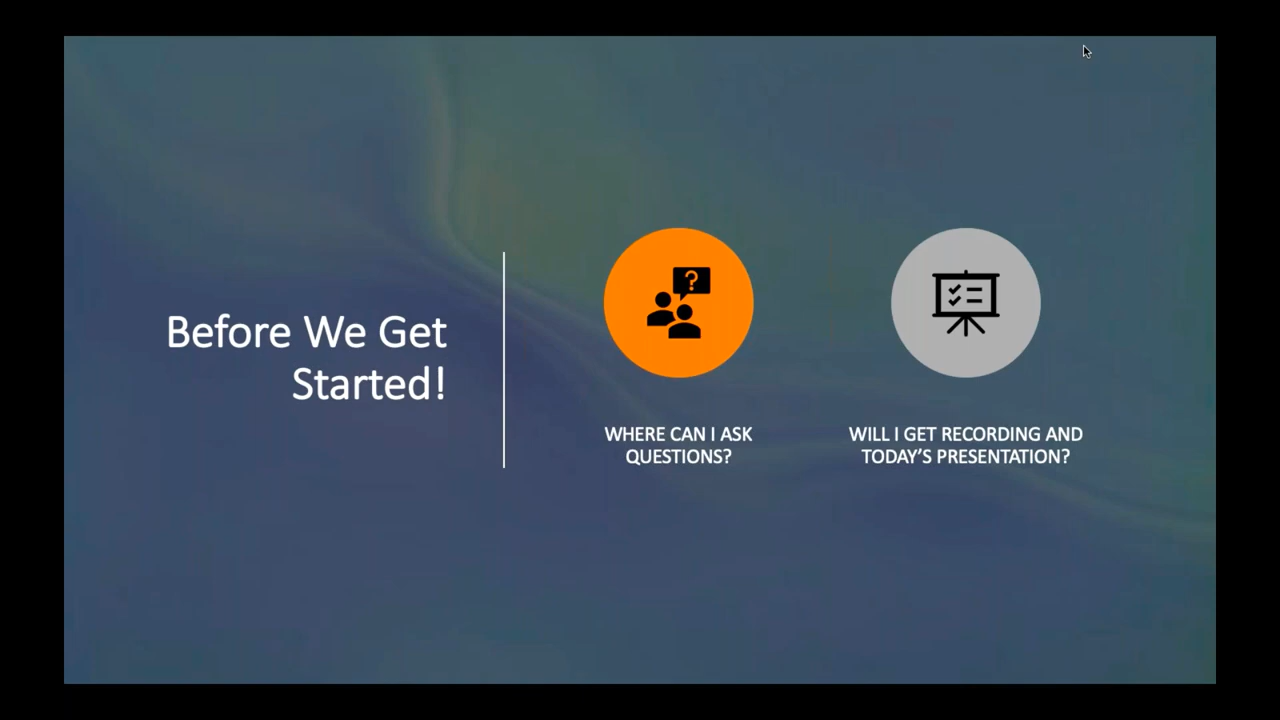 Before We Get
Started!
?
WHERE CAN I ASK
QUESTIONS?
WILL I GET RECORDING AND
TODAY’S PRESENTATION?